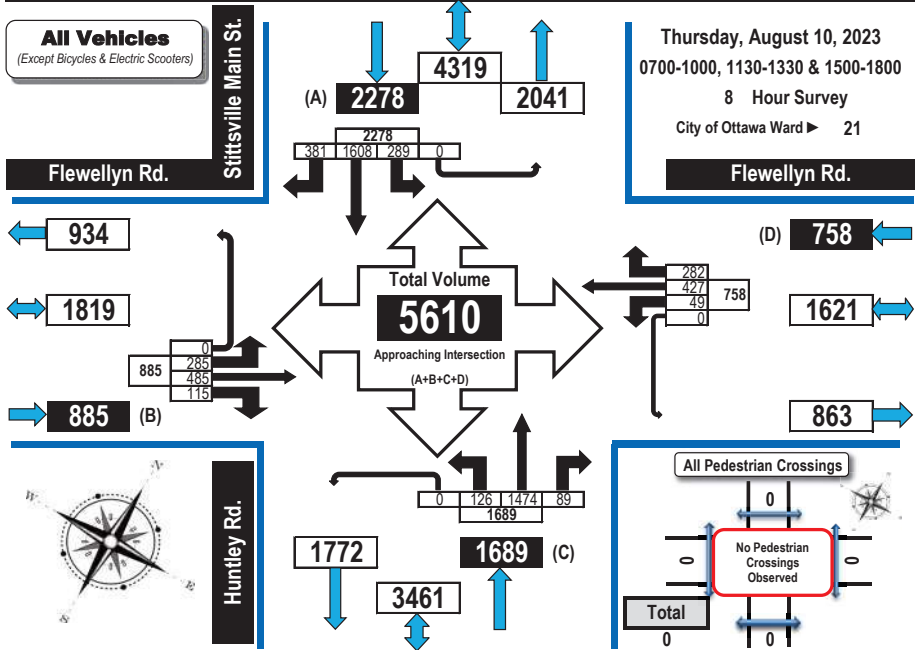 All Vehicles
(Except Bicycles & Electric Scooters)
Stittsville Main St.
Flewellyn Rd.
4319
(A) 2278
2041
2278
381 1608 289 0
Thursday, August 10, 2023
0700-1000, 1130-1330 & 1500-1800
8 Hour Survey
City of Ottawa Ward ► 21
Flewellyn Rd.
934
1819
885 (B)
885
0
285
485
115
Total Volume
5610
Approaching Intersection
(A+B+C+D)
282
427
49
0
758
(D) 758
1621
863
0 126 1474 89
1689
1772
1689 (C)
3461
Huntley Rd.
N
E
S
W
All Pedestrian Crossings
0
0
No Pedestrian
Crossings
Observed
0
Total
0
0